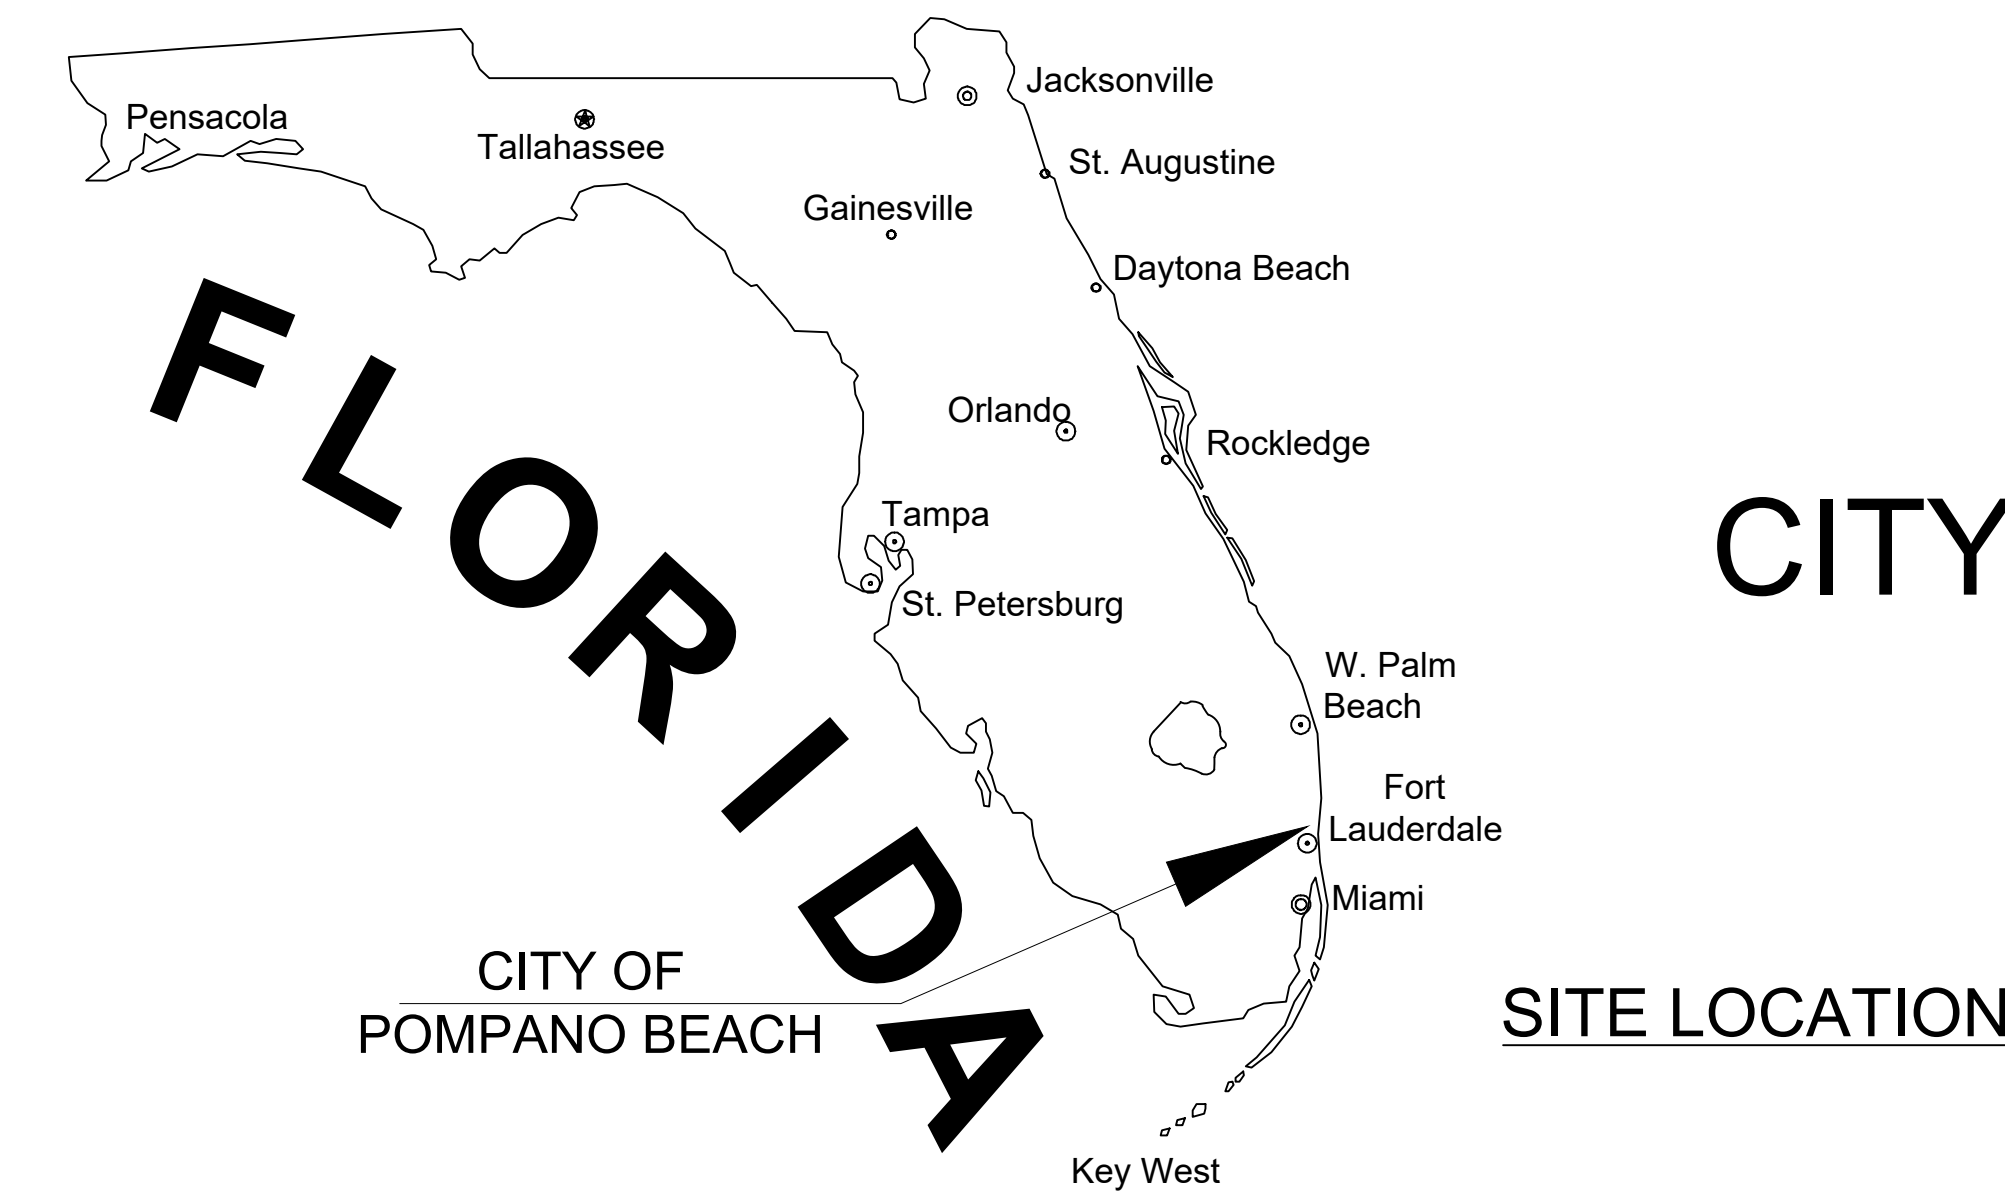 Jacksonville
Pensacola
Tallahassee
St. Augustine
Gainesville
Daytona Beach
FLORIDA
Orlando
Rockledge
Tampa
CITY
St. Petersburg
W. Palm
Beach
Fort
Lauderdale
Miami
CITY OF
POMPANO BEACH
SITE LOCATION
Key West